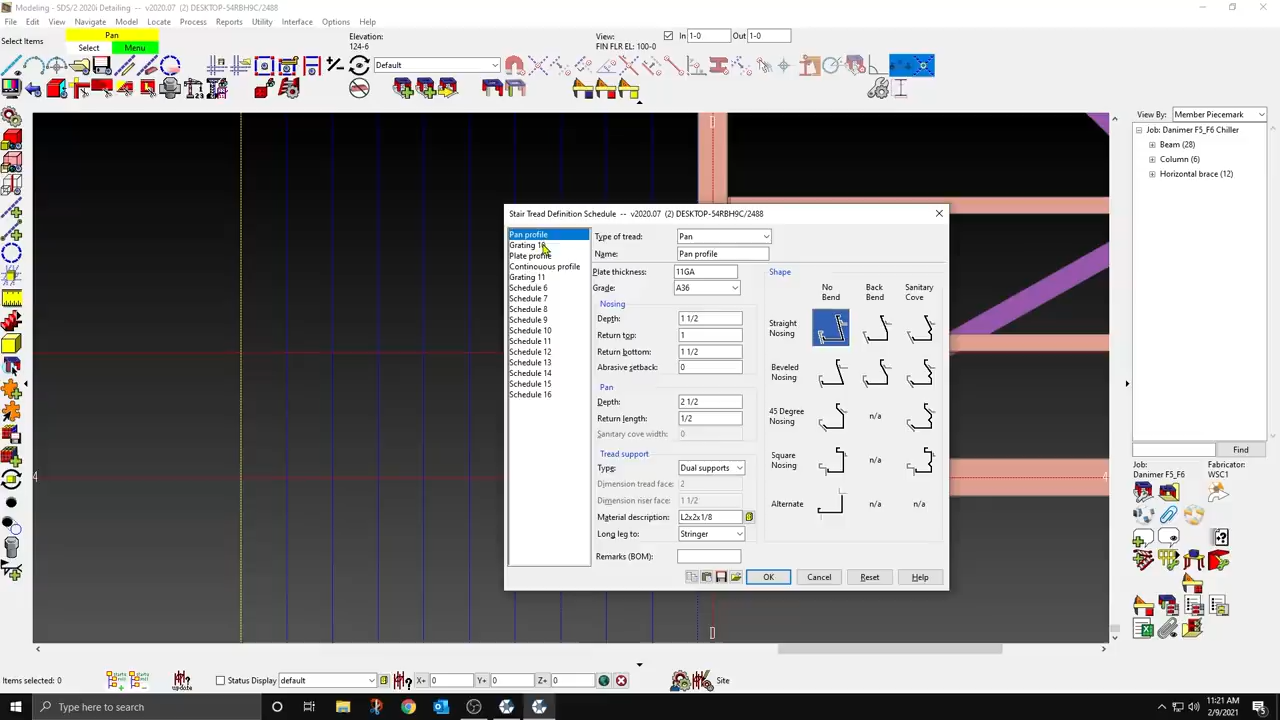 Modeling - SDS/2 2020i Detailing -- v2020.07 (2) DESKTOP-54RBH9C/2488
File Edit View Navigate Model Locate Process Reports Utility Interface Options Help
Select Items
Pan
Select Menu
Elevation:
124-6
View:
FIN FLR EL: 100-0
In 1-0 Out 1-0
Default
View By: Member Piecemark
Job: Danimer F5_F6 Chiller
Beam (28)
Column (6)
Horizontal brace (12)
Stair Tread Definition Schedule -- v2020.07 (2) DESKTOP-54RBH9C/2488
Pan profile
Plate profile
Continouous profile
Grating 11
Schedule 6
Schedule 7
Schedule 8
Schedule 9
Schedule 10
Schedule 11
Schedule 12
Schedule 13
Schedule 14
Schedule 15
Schedule 16
Type of tread: Pan
Name: Pan profile
Plate thickness: 11GA
Grade: A36
Nosing
Depth: 1 1/2
Return top: 1
Return bottom: 1 1/2
Abrasive setback: 0
Pan
Depth: 2 1/2
Return length: 1/2
Sanitary cove width: 0
Tread support
Type: Dual supports
Dimension tread face: 2
Dimension riser face: 1 1/2
Material description: L2x2x1/8
Long leg to: Stringer
Remarks (BOM):
Shape
No Bend
Back Bend
Sanitary Cove
Straight Nosing
Beveled Nosing
45 Degree Nosing
n/a
Square Nosing
n/a
Alternate
n/a n/a
OK Cancel Reset Help
4
4
Find
Job:
Danimer F5_F6
Fabricator:
WSC1
Items selected: 0
update
Status Display default
X+ 0 Y+ 0 Z+ 0
Site
Type here to search
11:21 AM
2/9/2021